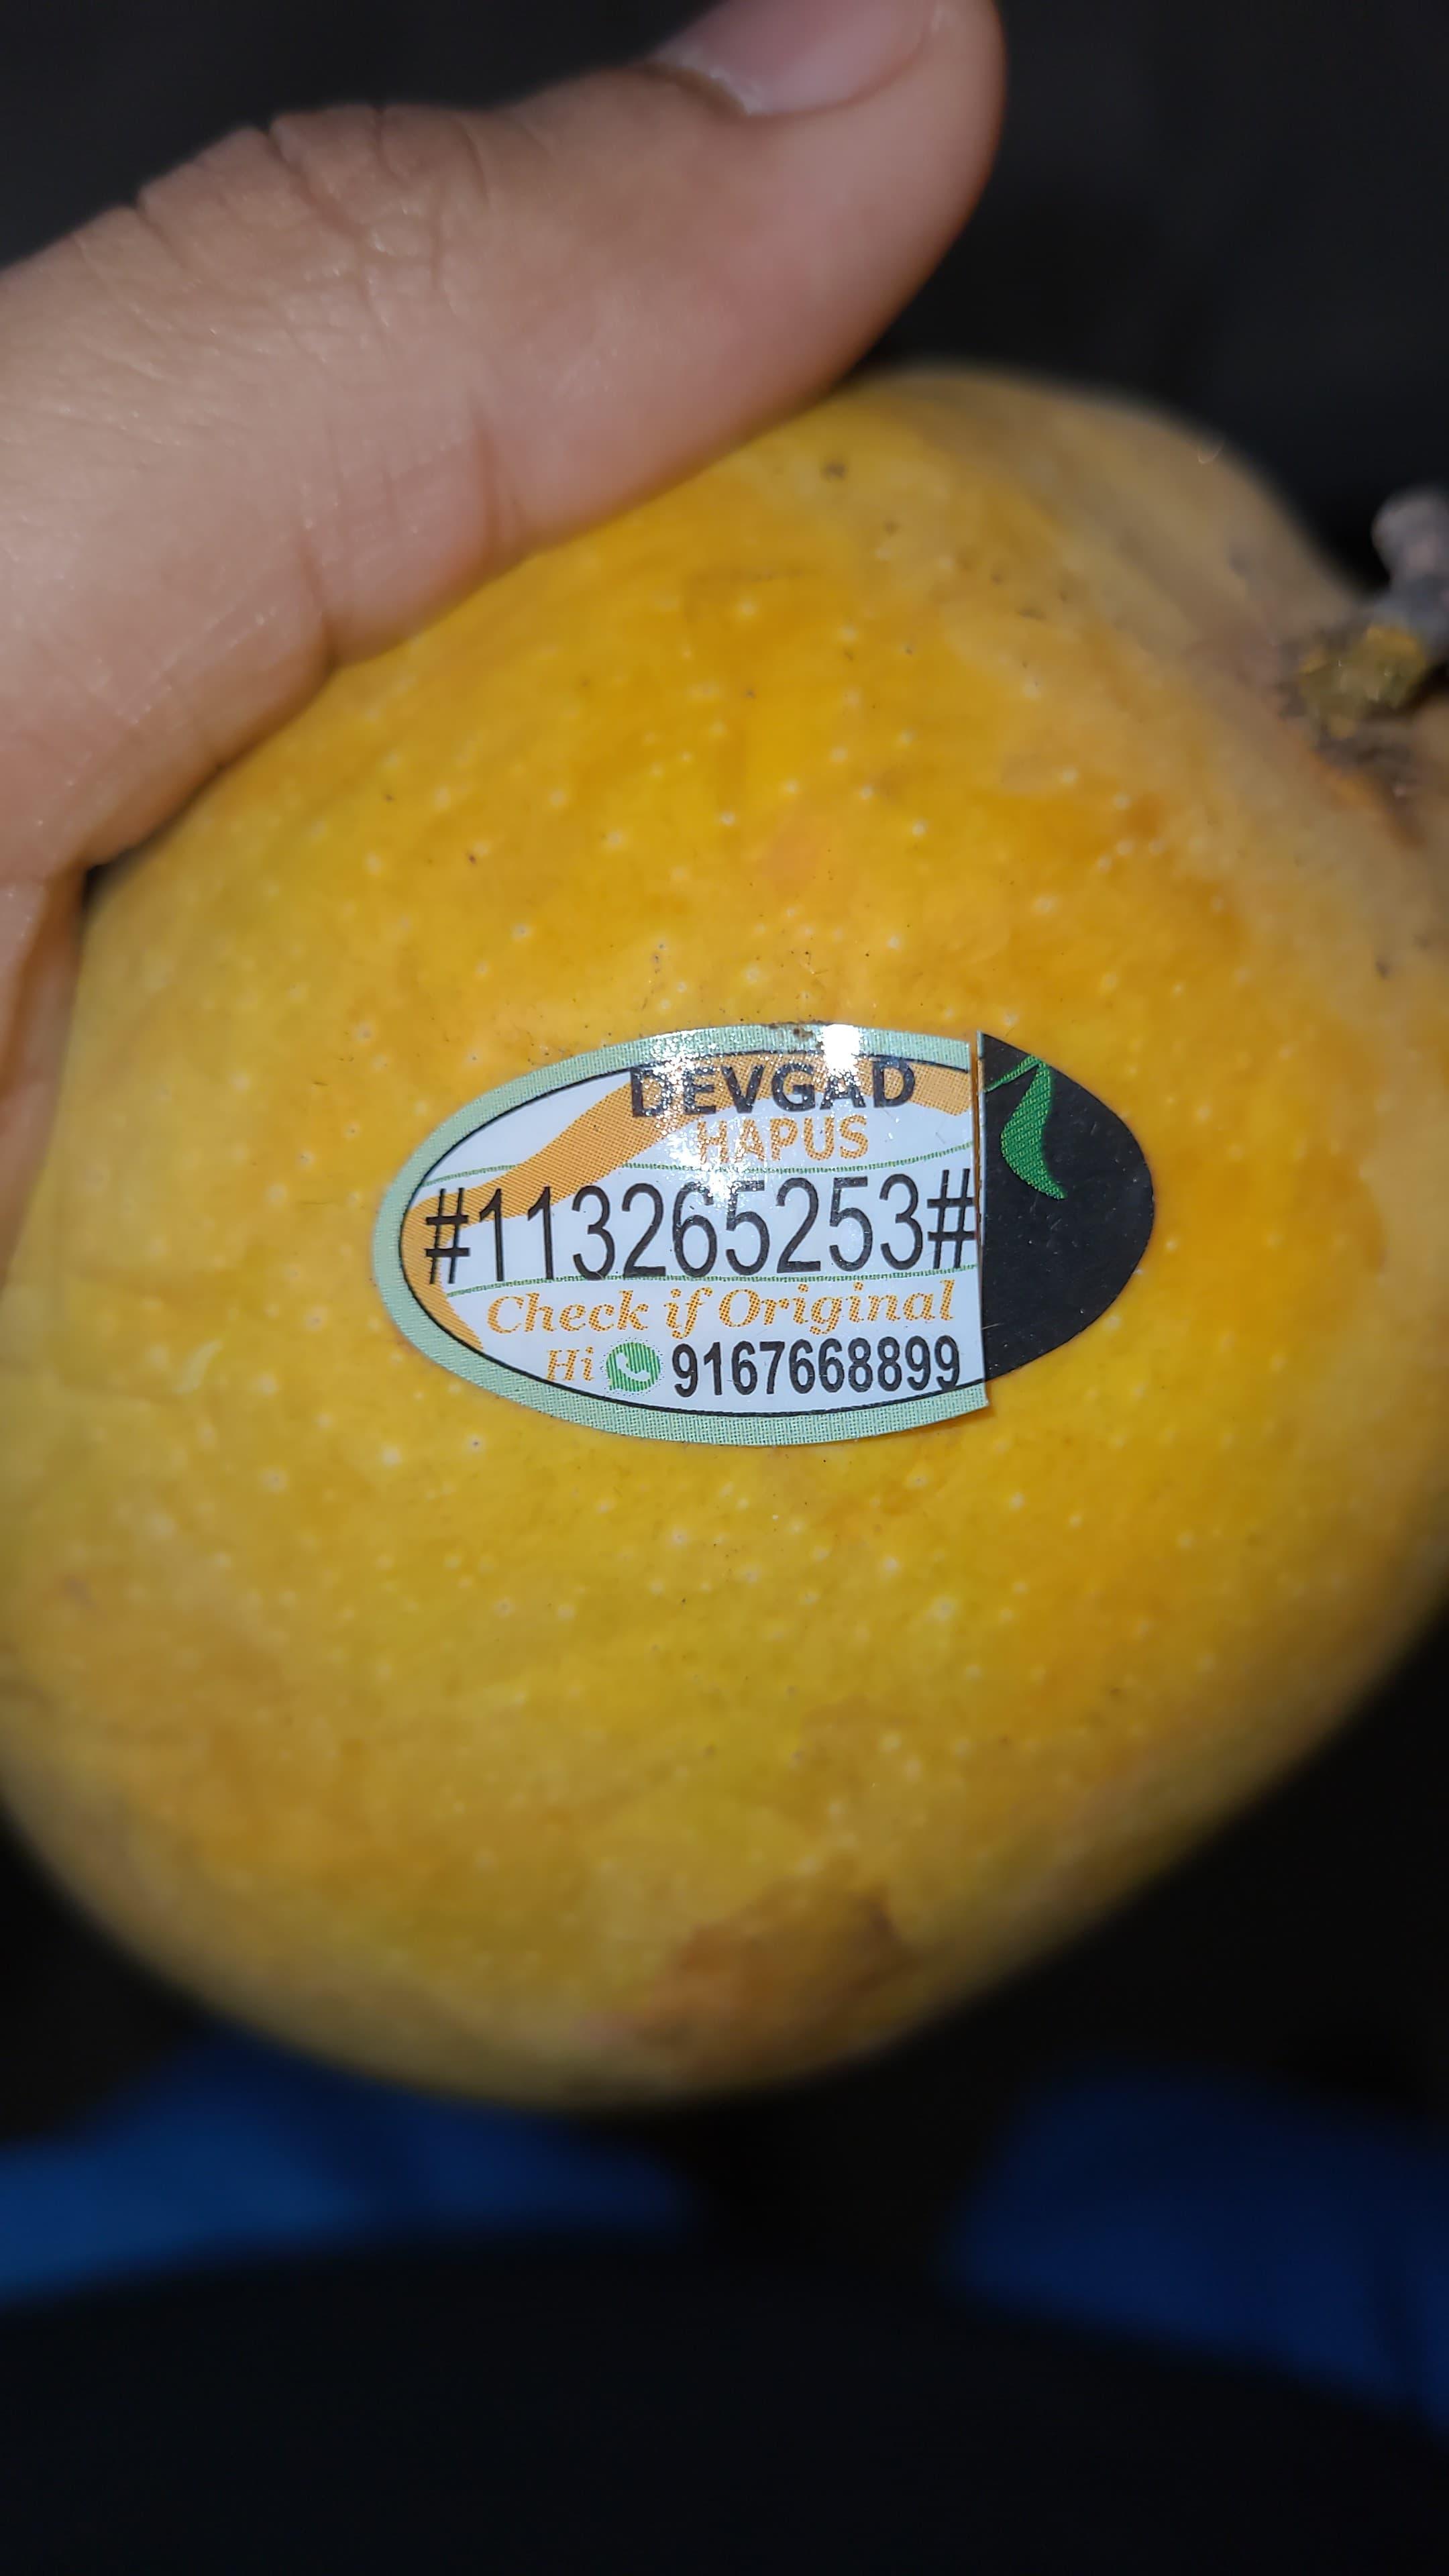 DEVGAD
HAPUS
#113265253#
Check if Original
Hi 9167668899